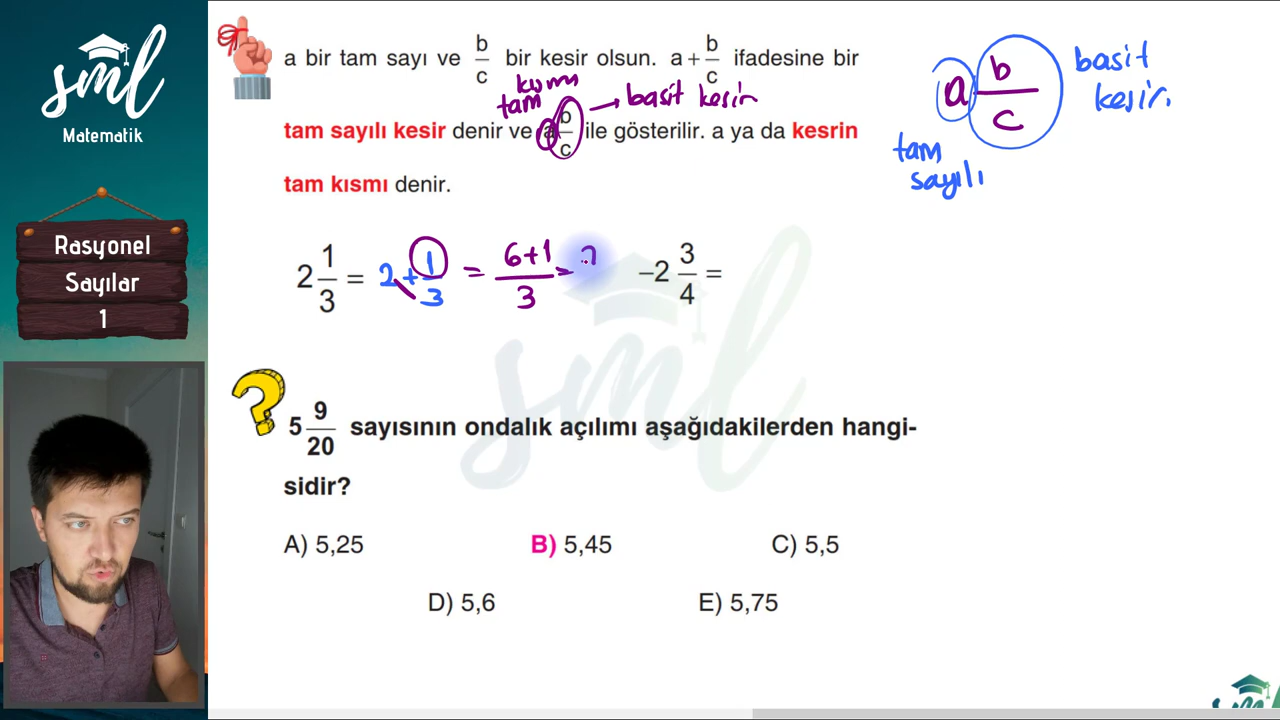 sml
Matematik
Rasyonel
Sayılar
1
a bir tam sayı ve b/c bir kesir olsun. a + b/c ifadesine bir
tam kısmı → basit kesir
tam sayılı kesir denir ve a b/c ile gösterilir. a ya da kesrin
tam kısmı denir.
a b/c
basit kesir.
tam sayılı
2 1/3 = 2 + 1/3 = 6+1/3 = 7
−2 3/4 =
5 9/20 sayısının ondalık açılımı aşağıdakilerden hangi-
sidir?
A) 5,25 B) 5,45 C) 5,5
D) 5,6 E) 5,75
sml